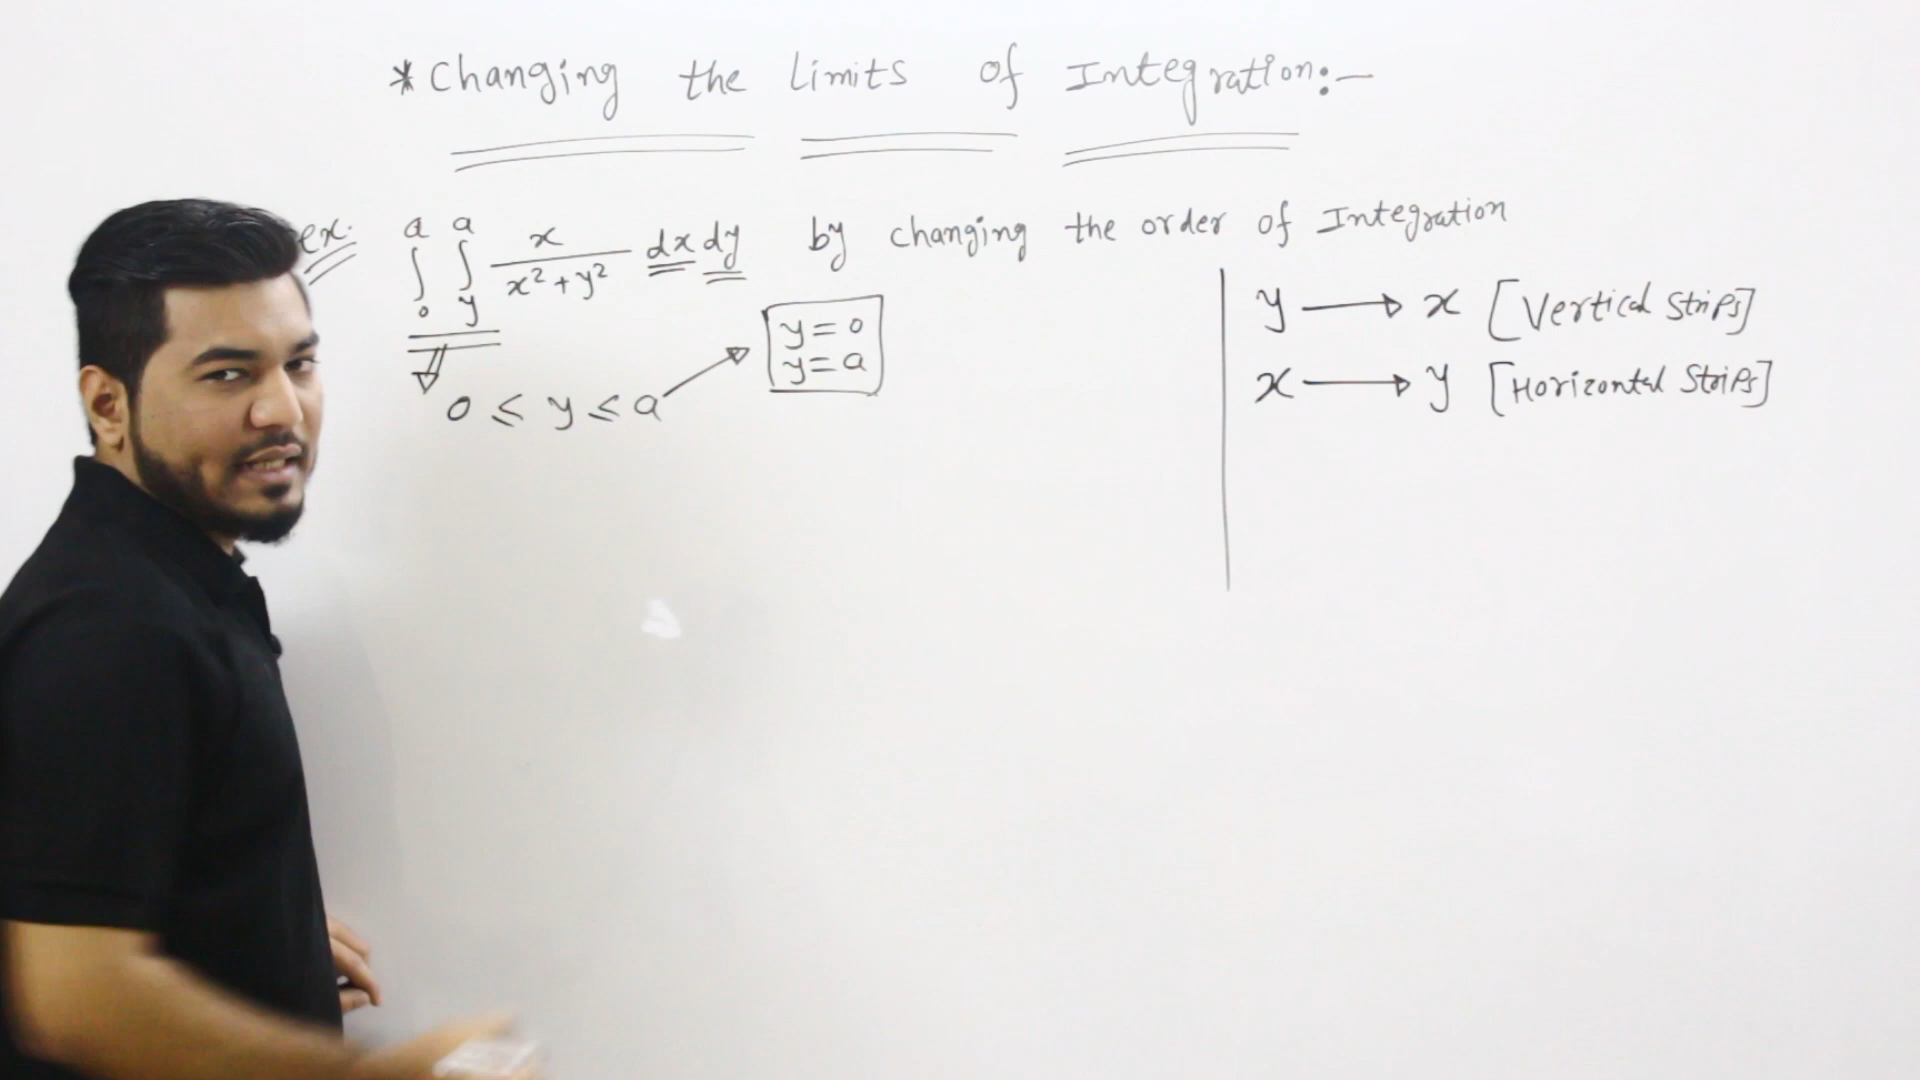 * Changing the Limits of Integration:—
ex. ∫₀ᵃ ∫ᵧᵃ x/(x²+y²) dx dy by changing the order of Integration
0 ≤ y ≤ a
y = 0
y = a
y → x [Vertical Strips]
x → y [Horizontal Strips]